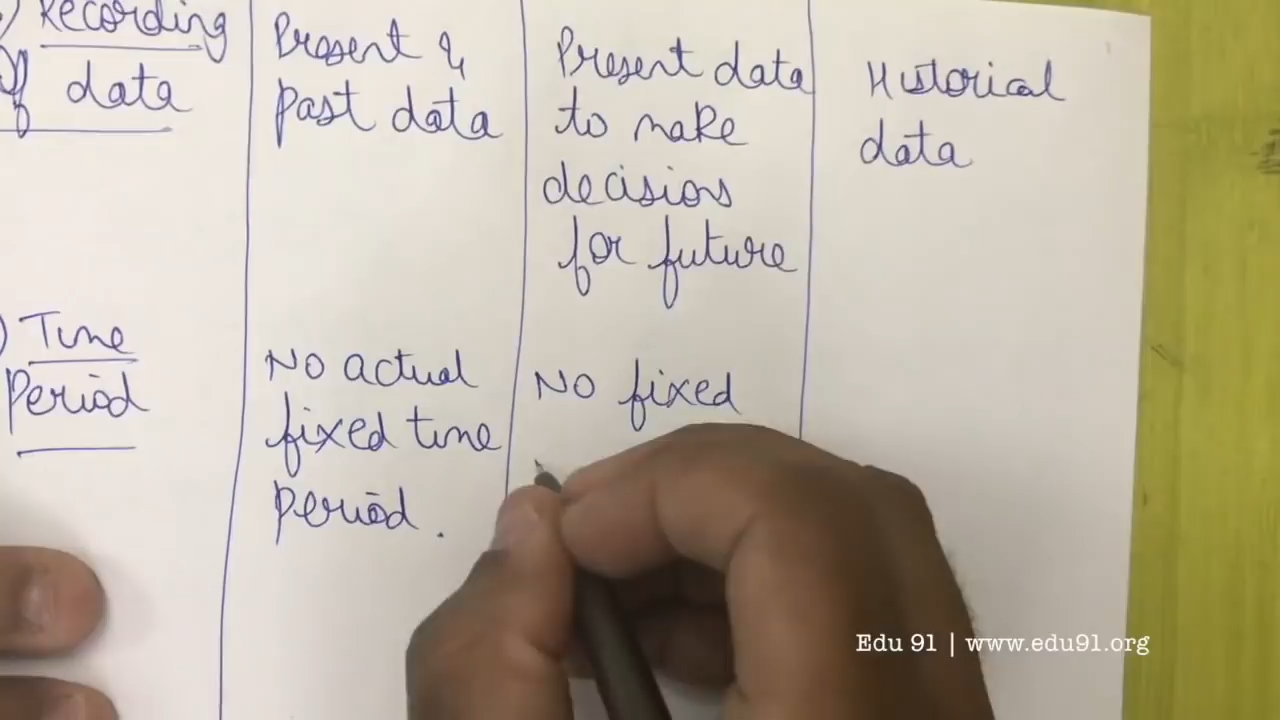 Recording
of data
Present &
past data
Present data
to make
decisions
for future
Historical
data
Time
Period
No actual
fixed time
period.
No fixed
Edu 91 | www.edu91.org